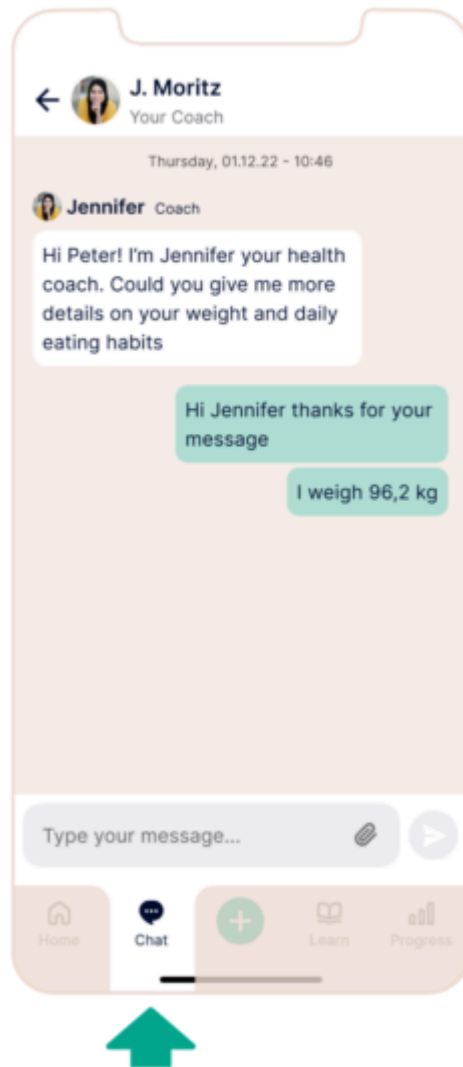 J. Moritz
Your Coach
Thursday, 01.12.22 - 10:46
Jennifer Coach
Hi Peter! I'm Jennifer your health
coach. Could you give me more
details on your weight and daily
eating habits
Hi Jennifer thanks for your
message
I weigh 96,2 kg
Type your message...
Home
Chat
Learn
Progress